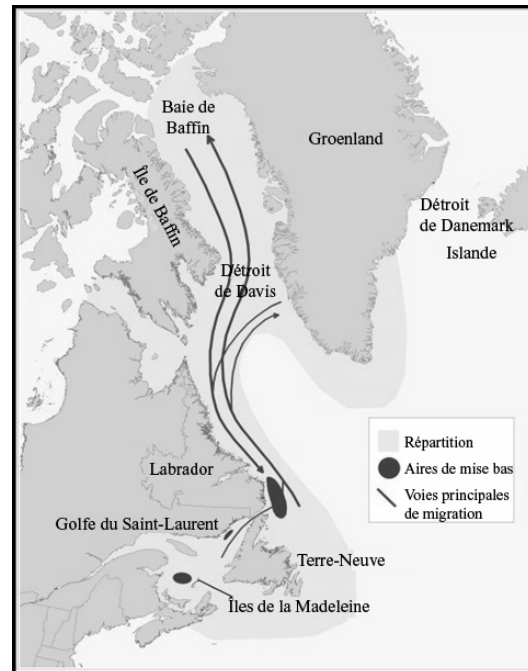 Baie de
Baffin
Groenland
Île de Baffin
Détroit
de Danemark
Islande
Détroit
de Davis
Répartition
Aires de mise bas
Voies principales
de migration
Labrador
Golfe du Saint-Laurent
Terre-Neuve
Îles de la Madeleine